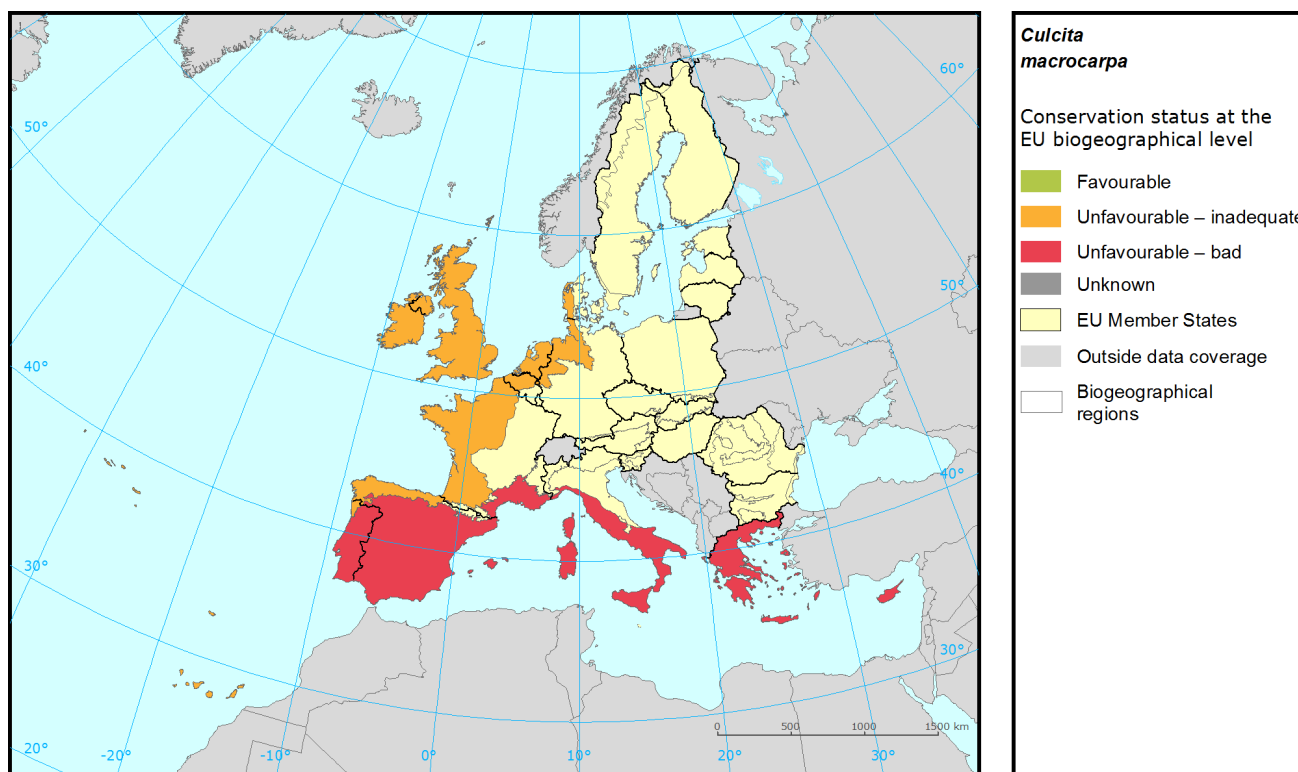 Culcita
macrocarpa
Conservation status at the
EU biogeographical level
Favourable
Unfavourable – inadequate
Unfavourable – bad
Unknown
EU Member States
Outside data coverage
Biogeographical
regions
60°
50°
50°
40°
40°
30°
30°
20°
-20°
-10°
0°
10°
20°
30°
0
500
1000
1500 km